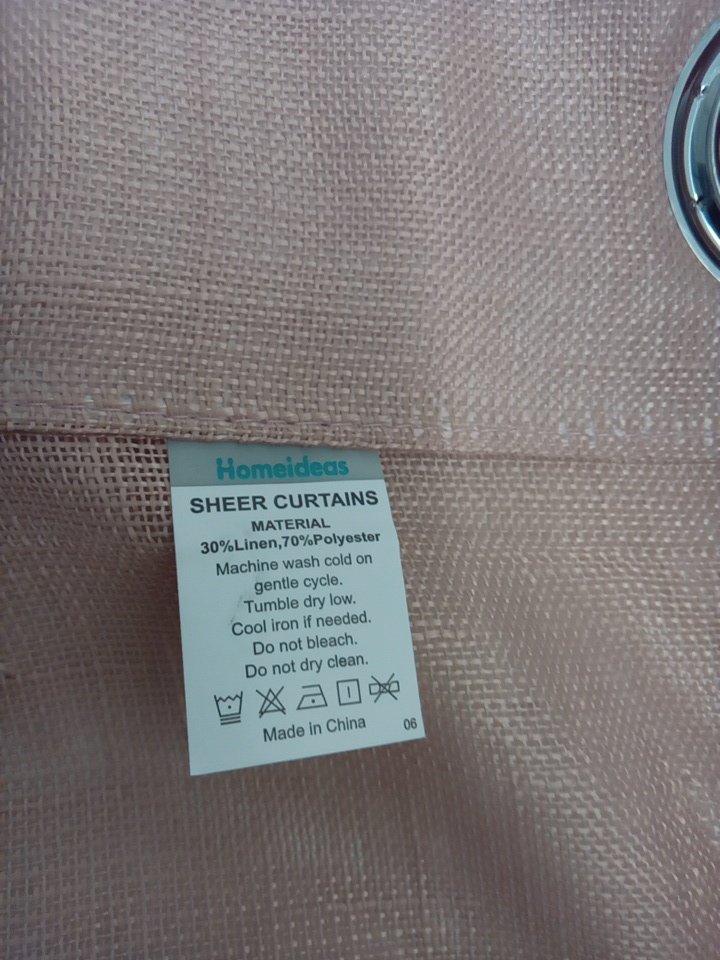 Homeideas
SHEER CURTAINS
MATERIAL
30%Linen,70%Polyester
Machine wash cold on
gentle cycle.
Tumble dry low.
Cool iron if needed.
Do not bleach.
Do not dry clean.
Made in China
06